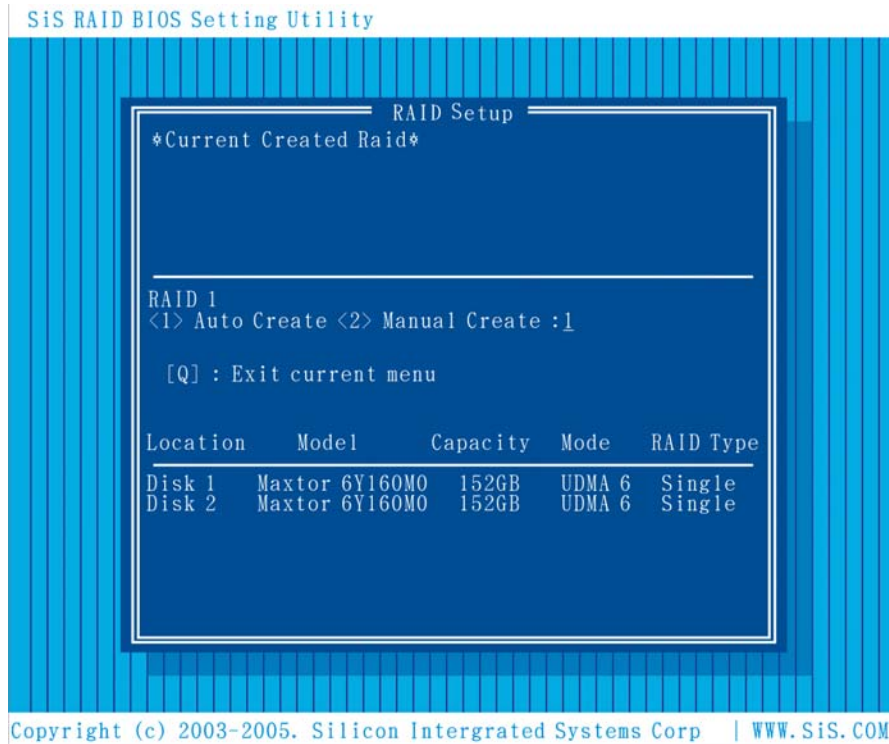 SiS RAID BIOS Setting Utility
RAID Setup
*Current Created Raid*
RAID 1
<1> Auto Create <2> Manual Create :1
[Q] : Exit current menu
Location Model Capacity Mode RAID Type
Disk 1 Maxtor 6Y160M0 152GB UDMA 6 Single
Disk 2 Maxtor 6Y160M0 152GB UDMA 6 Single
Copyright (c) 2003-2005. Silicon Intergrated Systems Corp | WWW.SiS.COM